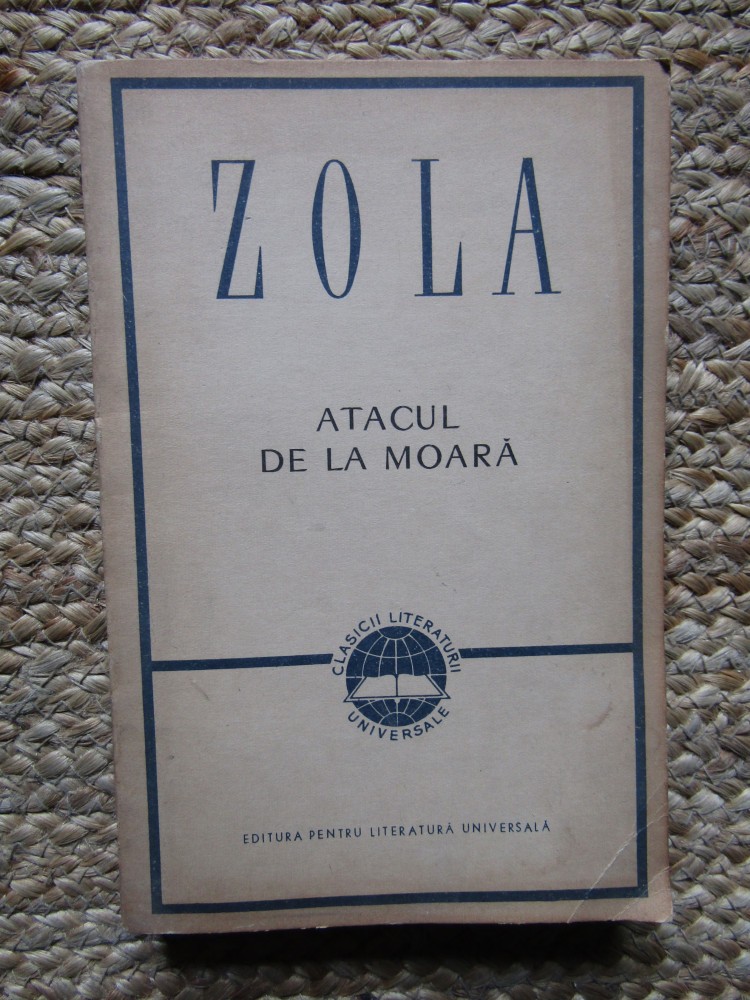 ZOLA
ATACUL
DE LA MOARĂ
CLASICII LITERATURII
UNIVERSALE
EDITURA PENTRU LITERATURĂ UNIVERSALĂ